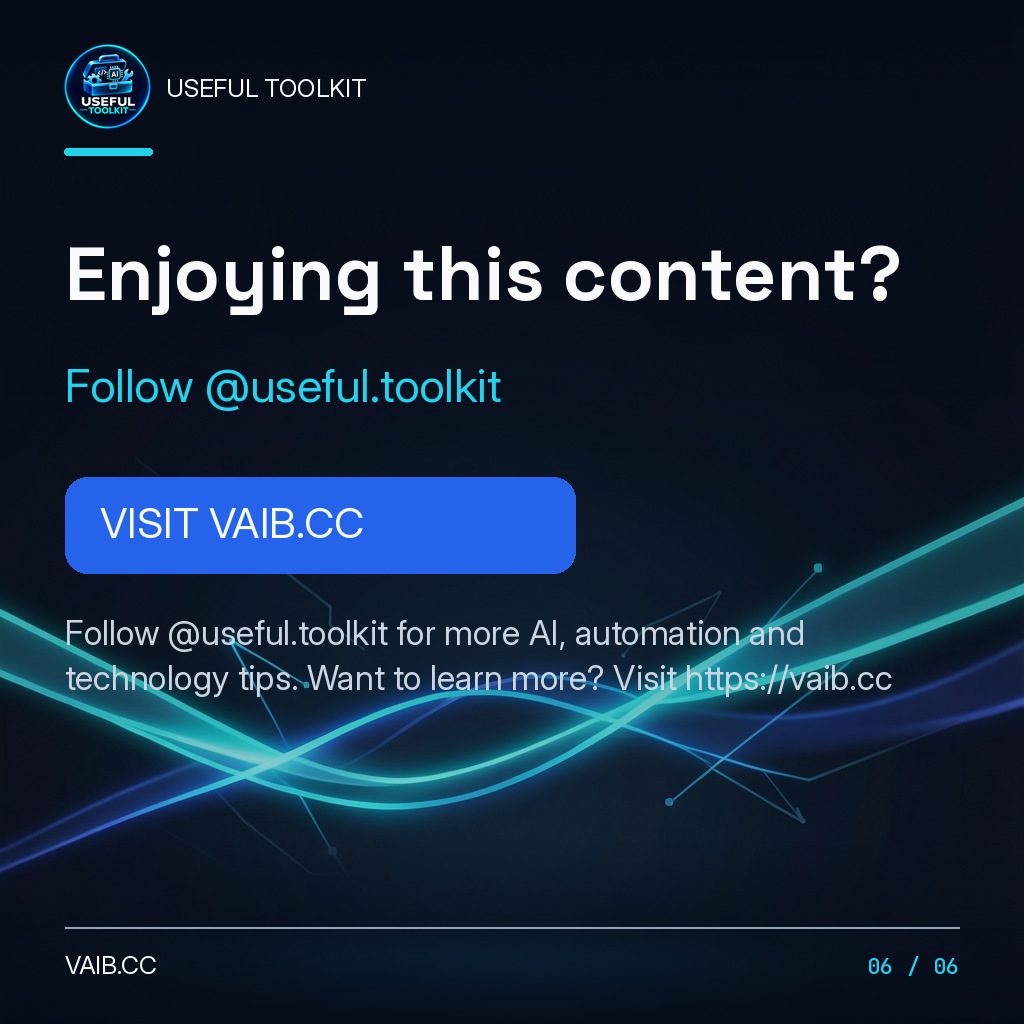 </> AI
USEFUL
TOOLKIT
USEFUL TOOLKIT
Enjoying this content?
Follow @useful.toolkit
VISIT VAIB.CC
Follow @useful.toolkit for more AI, automation and
technology tips. Want to learn more? Visit https://vaib.cc
VAIB.CC
06 / 06